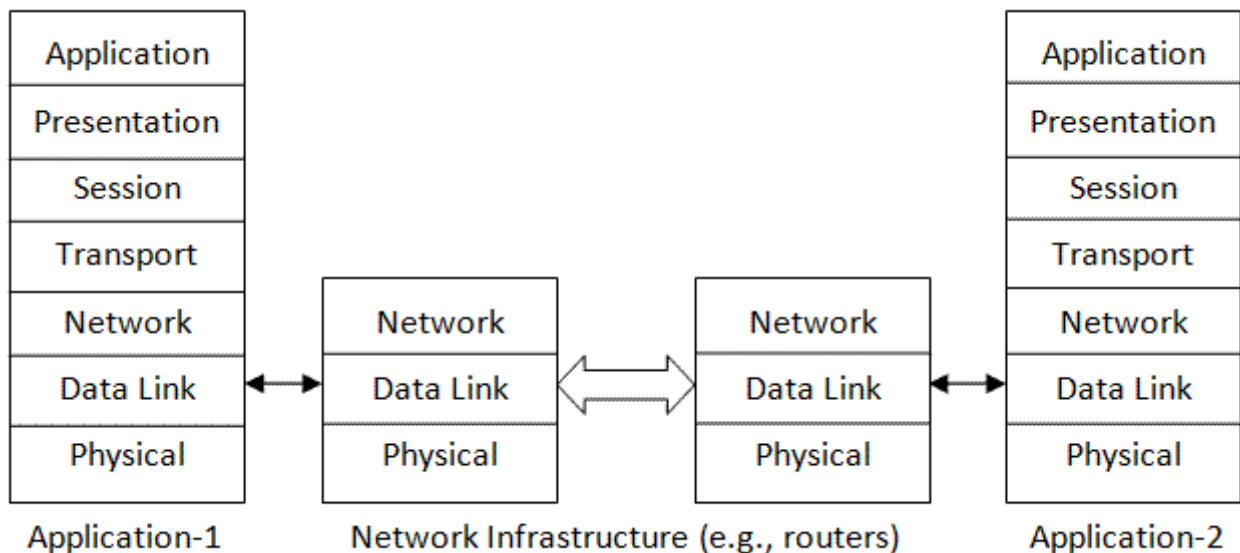 Application
Presentation
Session
Transport
Network
Data Link
Physical
Application-1
Network
Data Link
Physical
Network
Data Link
Physical
Network Infrastructure (e.g., routers)
Application
Presentation
Session
Transport
Network
Data Link
Physical
Application-2